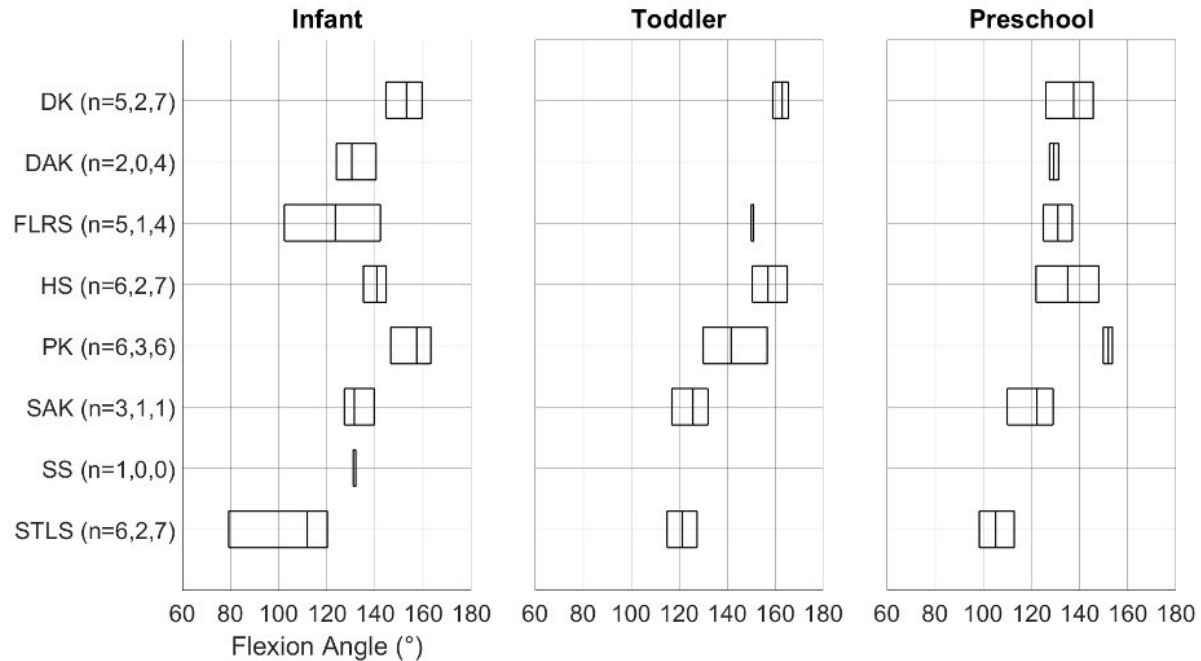 Infant Toddler Preschool
DK (n=5,2,7)
DAK (n=2,0,4)
FLRS (n=5,1,4)
HS (n=6,2,7)
PK (n=6,3,6)
SAK (n=3,1,1)
SS (n=1,0,0)
STLS (n=6,2,7)
60 80 100 120 140 160 180 60 80 100 120 140 160 180 60 80 100 120 140 160 180
Flexion Angle (°)